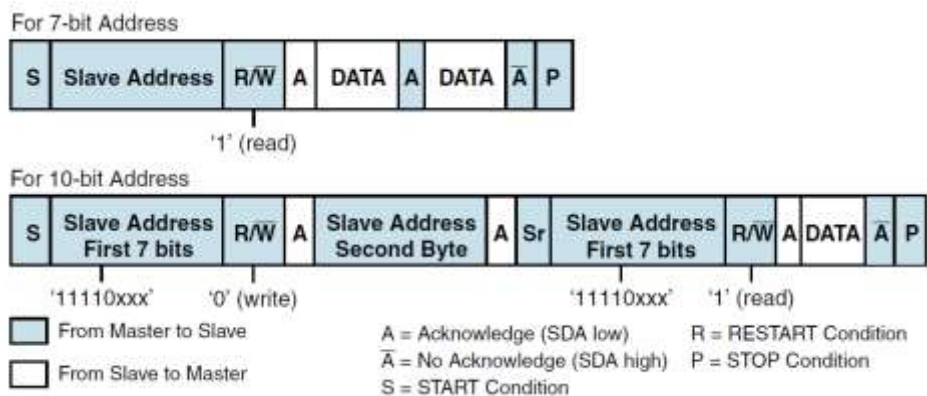 For 7-bit Address
S Slave Address R/W̅ A DATA A DATA A̅ P
‘1’ (read)
For 10-bit Address
S Slave Address First 7 bits R/W̅ A Slave Address Second Byte A Sr Slave Address First 7 bits R/W̅ A DATA A̅ P
‘11110xxx’ ‘0’ (write) ‘11110xxx’ ‘1’ (read)
From Master to Slave
From Slave to Master
A = Acknowledge (SDA low)
A̅ = No Acknowledge (SDA high)
S = START Condition
R = RESTART Condition
P = STOP Condition